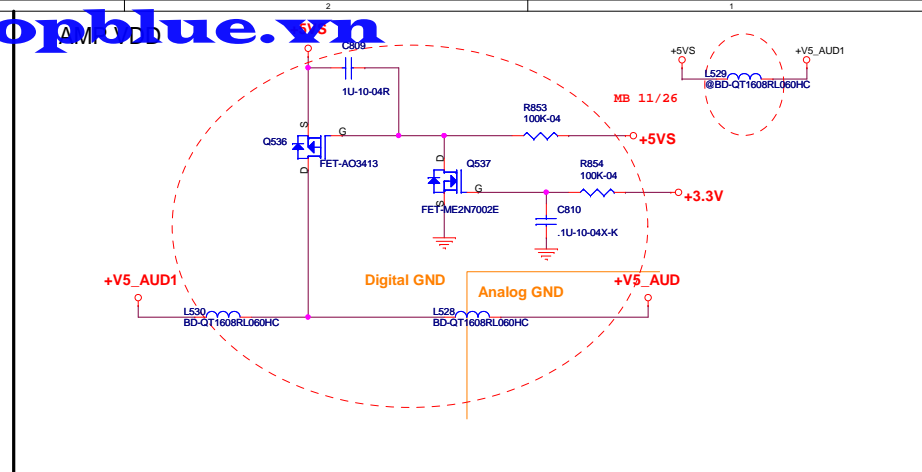 2
1
opblue.vn
AMP VDD
5VS
C809
1U-10-04R
+5VS
+V5_AUD1
L529
@BD-QT1608RL060HC
MB 11/26
R853
100K-04
+5VS
S
G
Q536
FET-AO3413
D
D
Q537
G
FET-ME2N7002E
S
R854
100K-04
+3.3V
C810
.1U-10-04X-K
+V5_AUD1
Digital GND
Analog GND
+V5_AUD
L530
BD-QT1608RL060HC
L528
BD-QT1608RL060HC